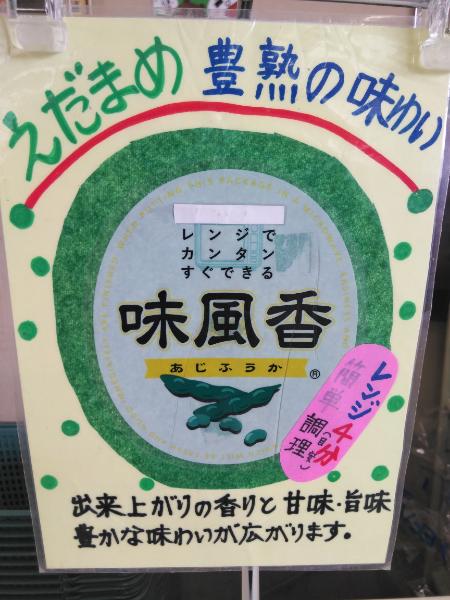 えだまめ 豊熟の味わい
レンジで
カンタン
すぐできる
味風香
あじふうか
®
レンジ4分
簡単
(目安)
調理
出来上がりの香りと甘味・旨味
豊かな味わいが広がります。